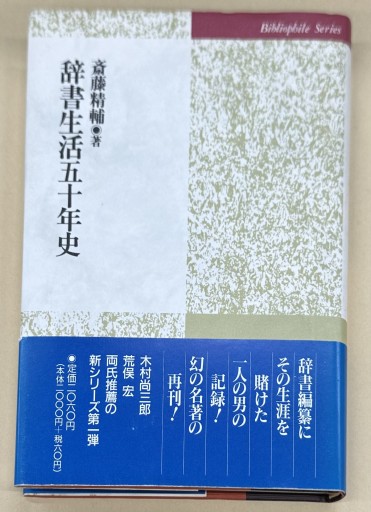 Bibliophile Series
斎藤精輔●著
辞書生活五十年史
辞書編纂に
その生涯を
賭けた
一人の男の
記録！
幻の名著の
再刊！
木村尚三郎
荒俣 宏
両氏推薦の
新シリーズ第一弾
●定価二〇六〇円
（本体二〇〇〇円＋税六〇円）